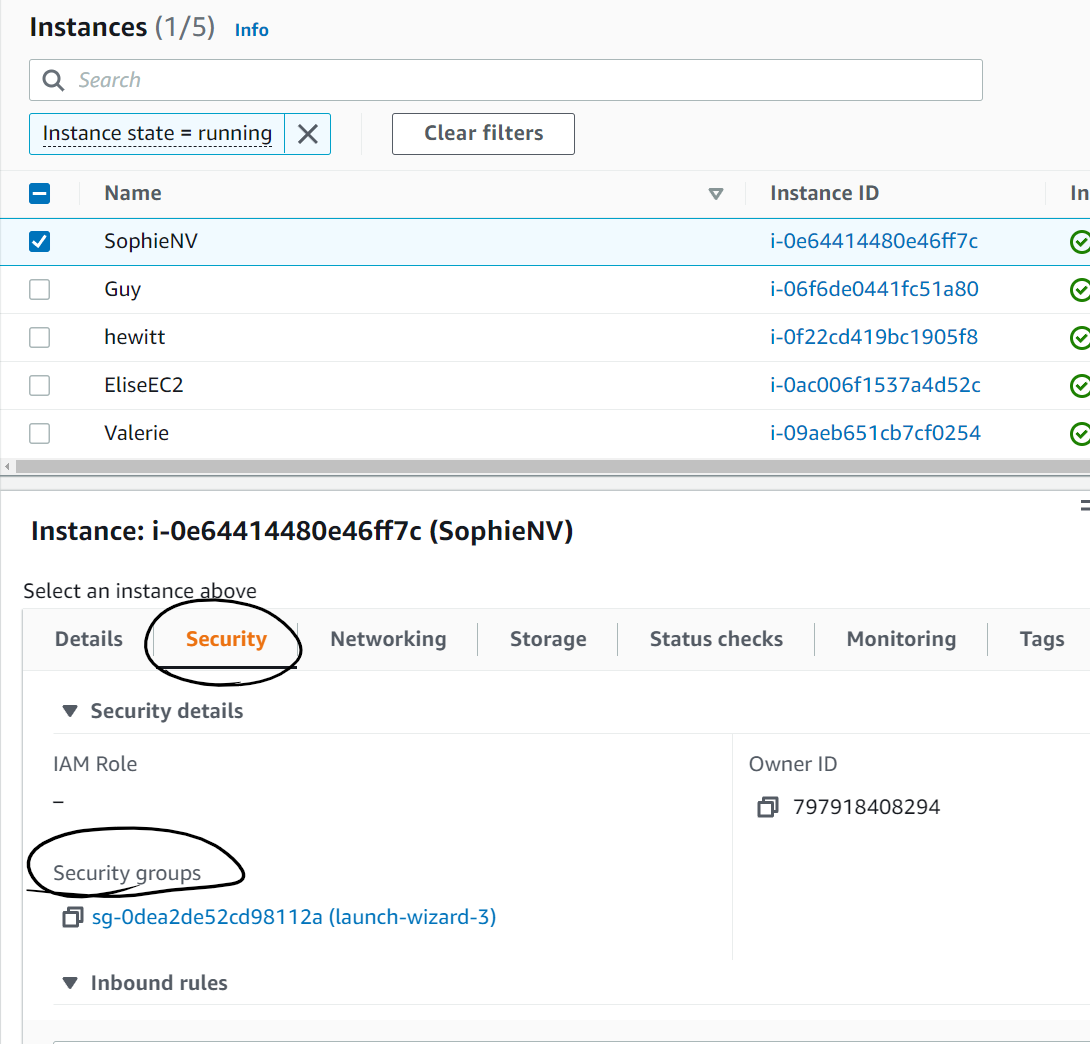 Instances (1/5) Info
Search
Instance state = running
Clear filters
Name Instance ID In
SophieNV i-0e64414480e46ff7c
Guy i-06f6de0441fc51a80
hewitt i-0f22cd419bc1905f8
EliseEC2 i-0ac006f1537a4d52c
Valerie i-09aeb651cb7cf0254
Instance: i-0e64414480e46ff7c (SophieNV)
Select an instance above
Details Security Networking Storage Status checks Monitoring Tags
Security details
IAM Role Owner ID
– 797918408294
Security groups
sg-0dea2de52cd98112a (launch-wizard-3)
Inbound rules